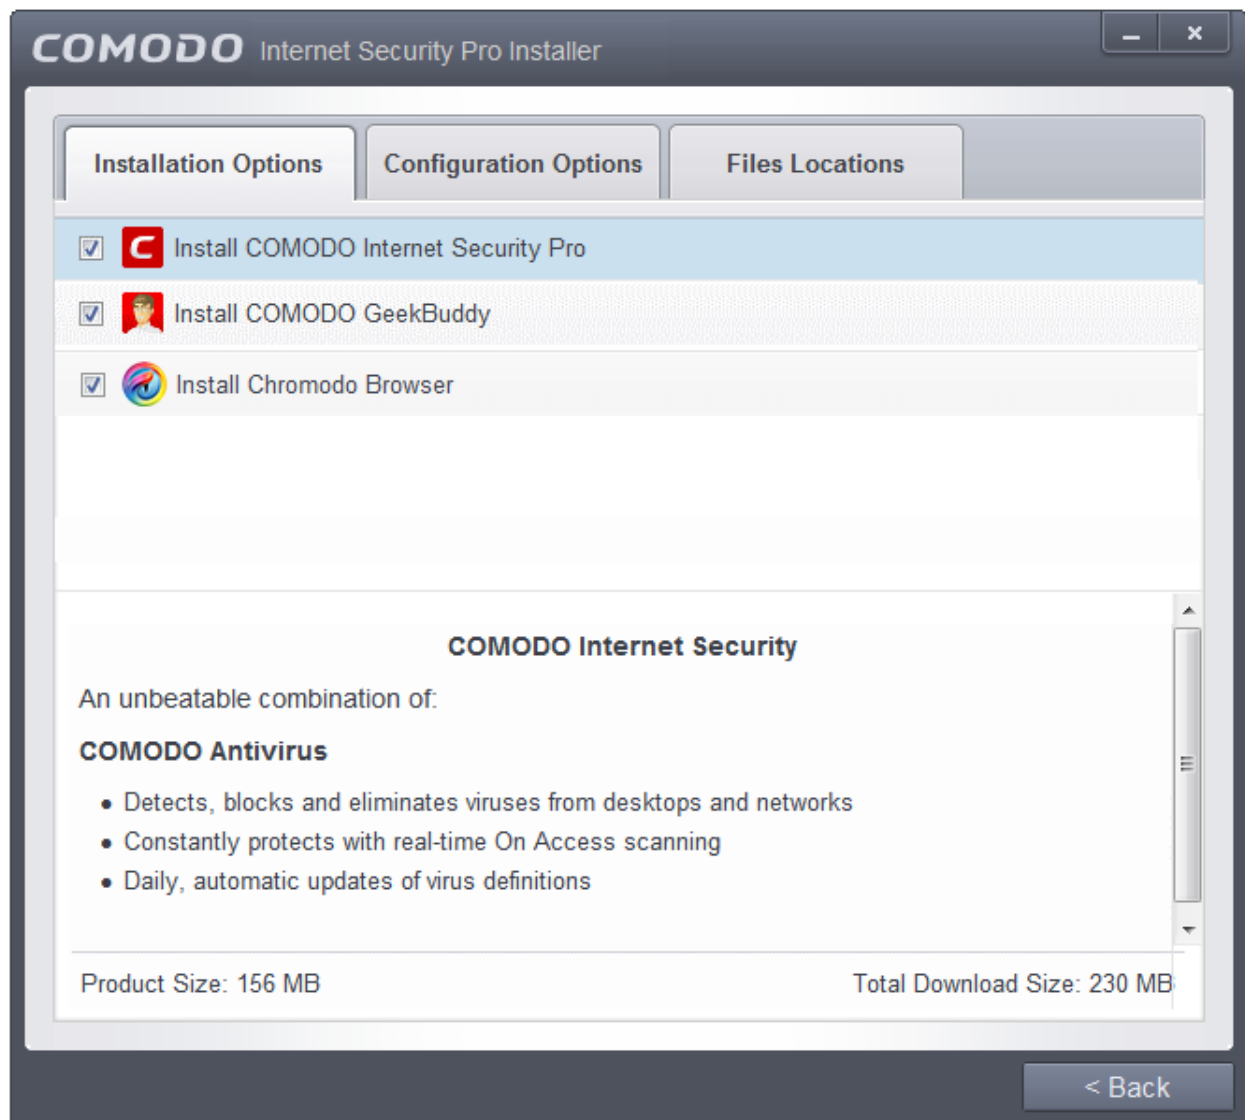 COMODO Internet Security Pro Installer
Installation Options
Configuration Options
Files Locations
Install COMODO Internet Security Pro
Install COMODO GeekBuddy
Install Chromodo Browser
COMODO Internet Security
An unbeatable combination of:
COMODO Antivirus
• Detects, blocks and eliminates viruses from desktops and networks
• Constantly protects with real-time On Access scanning
• Daily, automatic updates of virus definitions
Product Size: 156 MB
Total Download Size: 230 MB
< Back